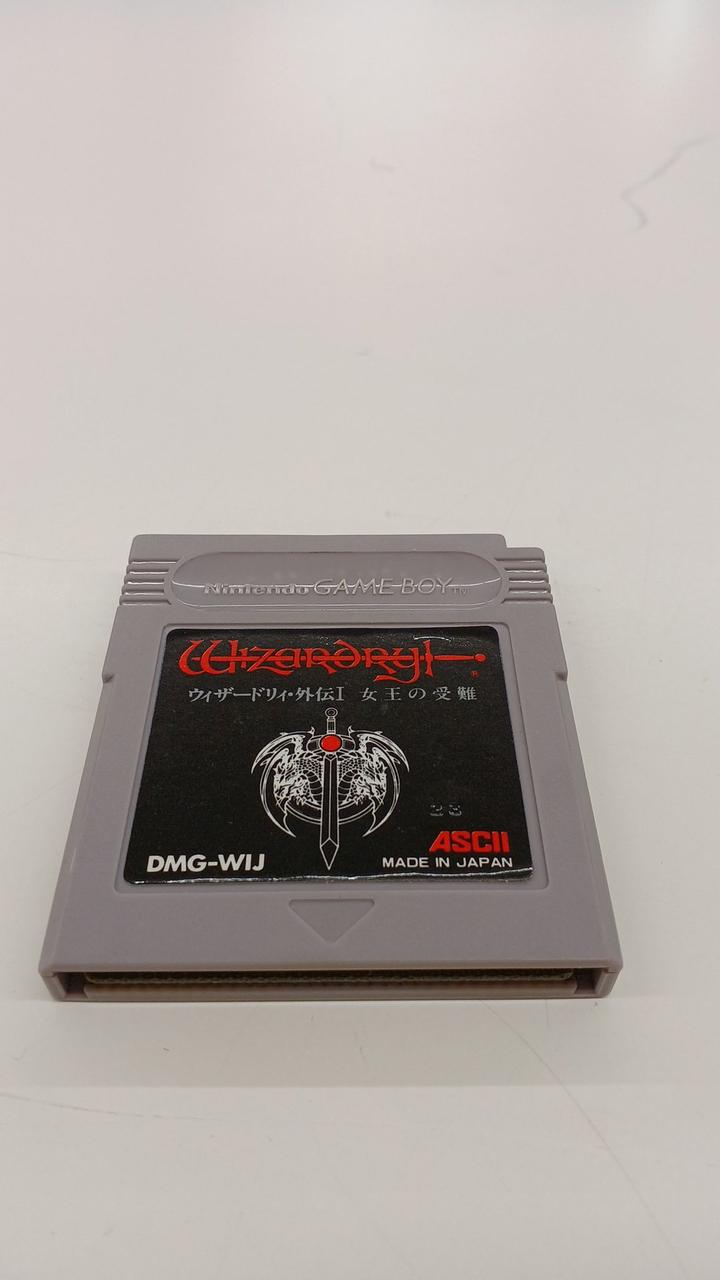 Nintendo GAME BOY TM
Wizardry ®
ウィザードリィ・外伝I 女王の受難
23
ASCII
DMG-WIJ
MADE IN JAPAN